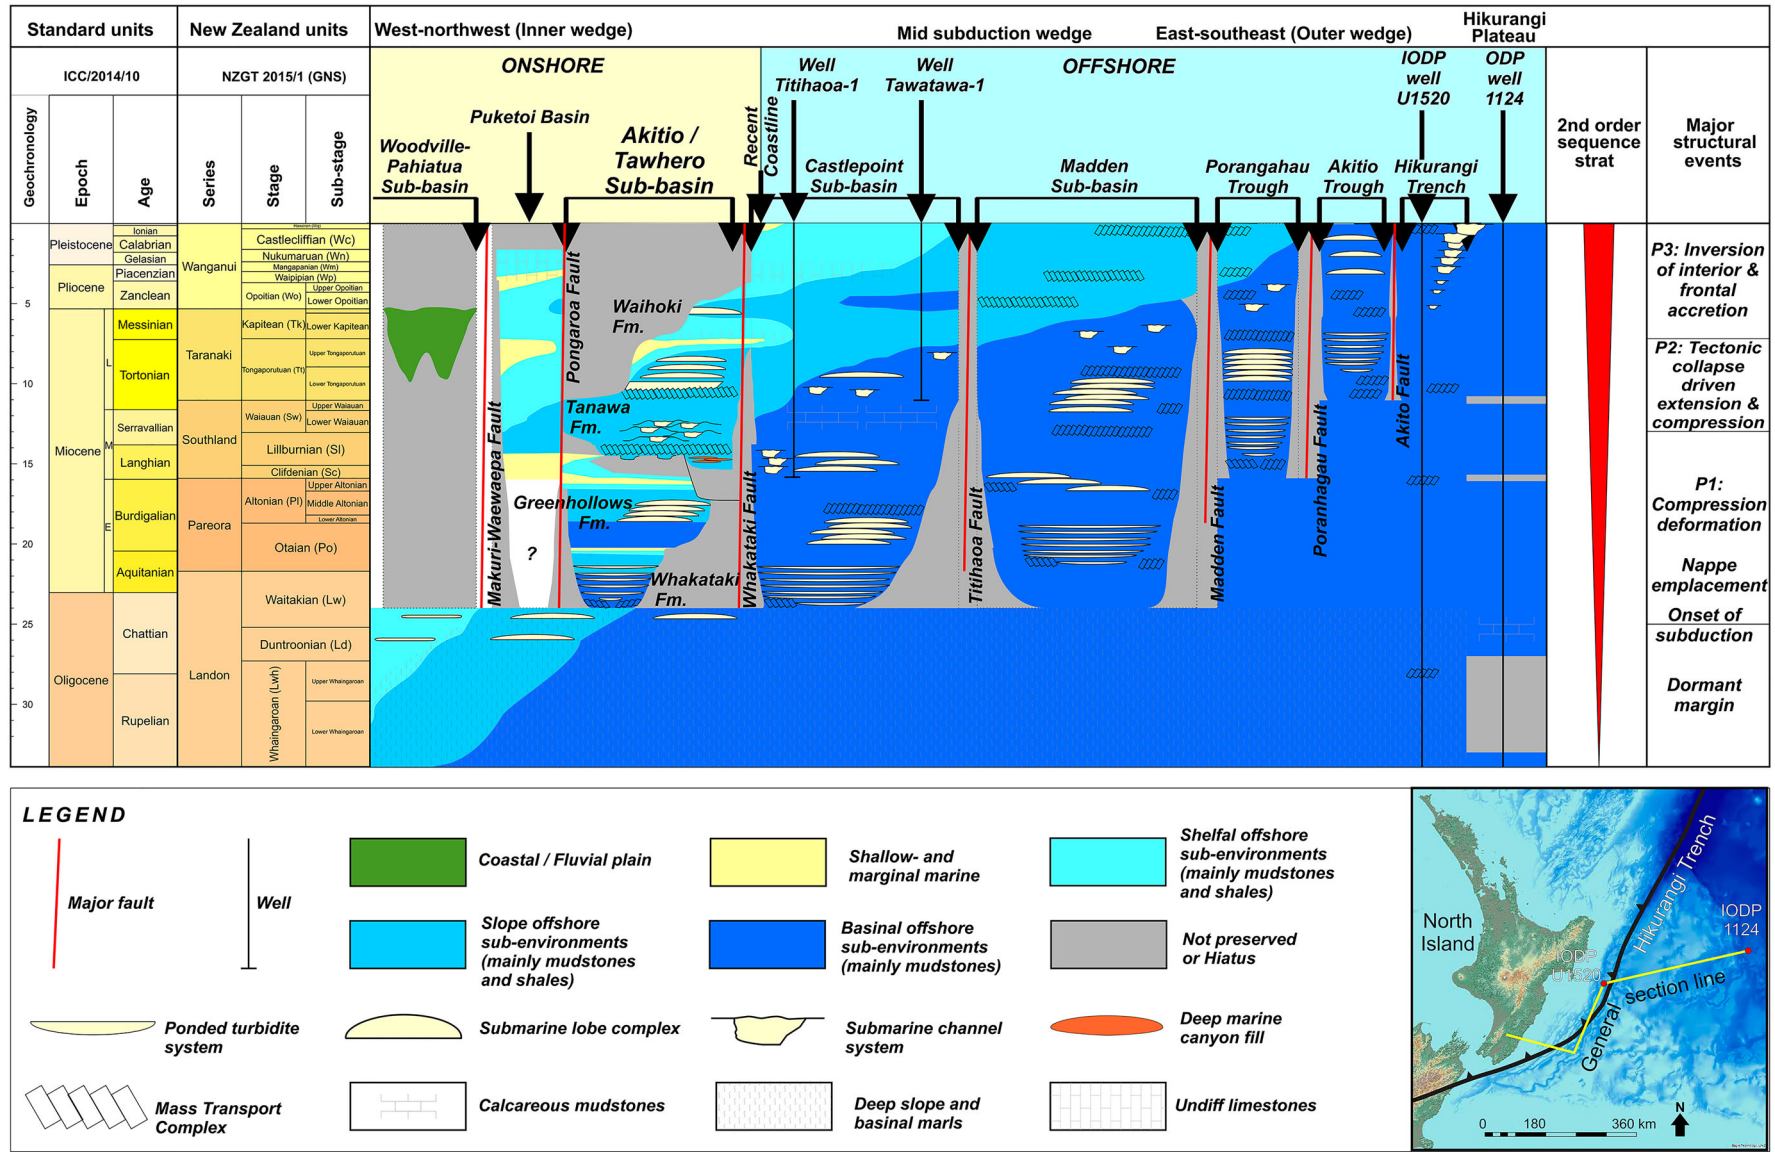 Standard units
New Zealand units
West-northwest (Inner wedge)
Mid subduction wedge
East-southeast (Outer wedge)
Hikurangi
Plateau
ICC/2014/10
NZGT 2015/1 (GNS)
ONSHORE
OFFSHORE
Geochronology
Epoch
Age
Series
Stage
Sub-stage
Woodville-
Pahiatua
Sub-basin
Puketoi Basin
Akitio /
Tawhero
Sub-basin
Recent
Coastline
Well
Titihaoa-1
Castlepoint
Sub-basin
Well
Tawatawa-1
Madden
Sub-basin
Porangahau
Trough
Akitio
Trough
IODP
well
U1520
Hikurangi
Trench
ODP
well
1124
2nd order
sequence
strat
Major
structural
events
5
10
15
20
25
30
Pleistocene
Pliocene
Miocene
L
M
E
Oligocene
Ionian
Calabrian
Gelasian
Piacenzian
Zanclean
Messinian
Tortonian
Serravallian
Langhian
Burdigalian
Aquitanian
Chattian
Rupelian
Wanganui
Taranaki
Southland
Pareora
Landon
Castlecliffian (Wc)
Nukumaruan (Wn)
Mangapanian (Wm)
Waipipian (Wp)
Opoitian (Wo)
Upper Opoitian
Lower Opoitian
Kapitean (Tk)
Lower Kapitean
Tongaporutuan (Tt)
Upper Tongaporutuan
Lower Tongaporutuan
Waiauan (Sw)
Upper Waiauan
Lower Waiauan
Lillburnian (Sl)
Clifdenian (Sc)
Altonian (Pl)
Upper Altonian
Middle Altonian
Lower Altonian
Otaian (Po)
Waitakian (Lw)
Duntroonian (Ld)
Whaingaroan (Lwh)
Upper Whaingaroan
Lower Whaingaroan
Makuri-Waewaepa Fault
Pongaroa Fault
Waihoki
Fm.
Tanawa
Fm.
Greenhollows
Fm.
?
Whakataki
Fm.
Whakataki Fault
Titihaoa Fault
Madden Fault
Poranhagau Fault
Akito Fault
P3: Inversion
of interior &
frontal
accretion
P2: Tectonic
collapse
driven
extension &
compression
P1:
Compression
deformation
Nappe
emplacement
Onset of
subduction
Dormant
margin
LEGEND
Major fault
Well
Coastal / Fluvial plain
Shallow- and
marginal marine
Shelfal offshore
sub-environments
(mainly mudstones
and shales)
Slope offshore
sub-environments
(mainly mudstones
and shales)
Basinal offshore
sub-environments
(mainly mudstones)
Not preserved
or Hiatus
Ponded turbidite
system
Submarine lobe complex
Submarine channel
system
Deep marine
canyon fill
Mass Transport
Complex
Calcareous mudstones
Deep slope and
basinal marls
Undiff limestones
North
Island
Hikurangi Trench
IODP
1124
IODP
U1520
General section line
0 180 360 km
N